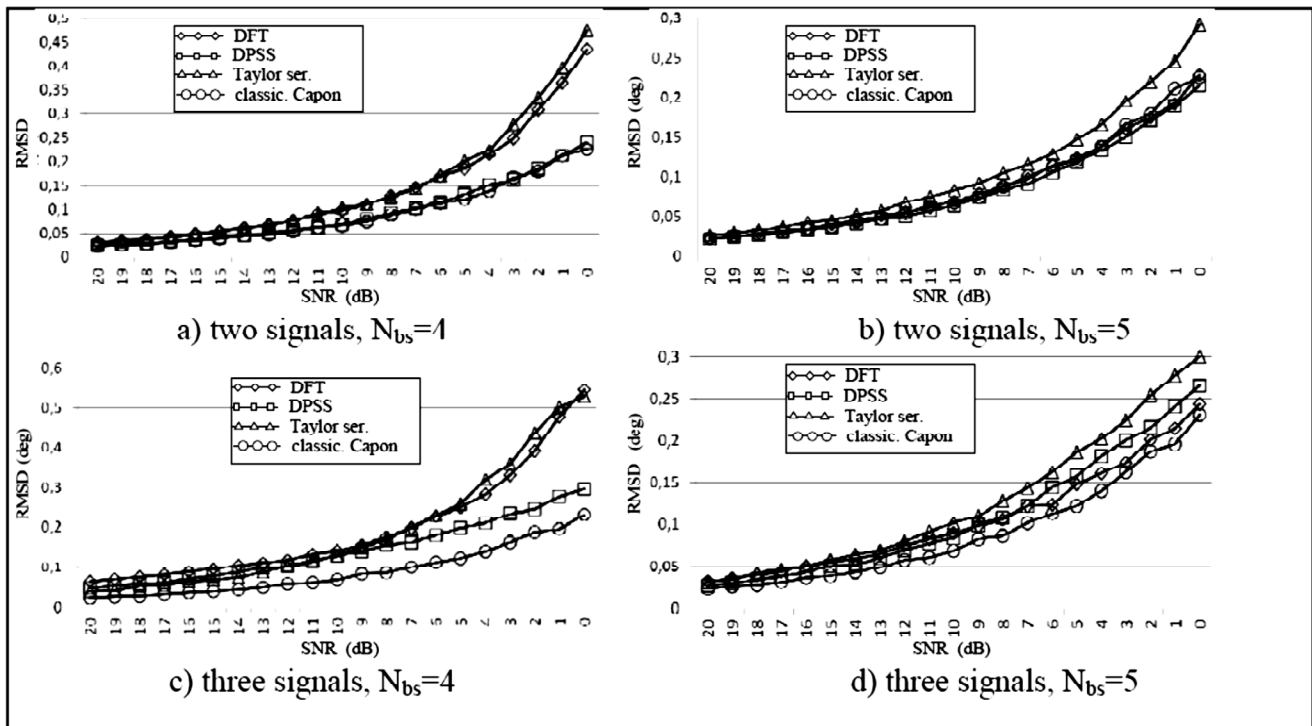 0,5
0,45
0,4
0,35
0,3
0,25
0,2
0,15
0,1
0,05
0
RMSD
DFT
DPSS
Taylor ser.
classic. Capon
20 19 18 17 15 15 14 13 12 11 10 9 8 7 6 5 4 3 2 1 0
SNR (dB)
a) two signals, Nbs=4
0,3
0,25
0,2
0,15
0,1
0,05
0
RMSD (deg)
DFT
DPSS
Taylor ser.
classic. Capon
20 19 18 17 16 15 14 13 12 11 10 9 8 7 6 5 4 3 2 1 0
SNR (dB)
b) two signals, Nbs=5
0,6
0,5
0,4
0,3
0,2
0,1
0
RMSD (deg)
DFT
DPSS
Taylor ser.
classic. Capon
20 19 18 17 15 15 14 13 12 11 10 9 8 7 6 5 4 3 2 1 0
SNR (dB)
c) three signals, Nbs=4
0,3
0,25
0,2
0,15
0,1
0,05
0
RMSD (deg)
DFT
DPSS
Taylor ser.
classic. Capon
20 19 18 17 16 15 14 13 12 11 10 9 8 7 6 5 4 3 2 1 0
SNR (dB)
d) three signals, Nbs=5